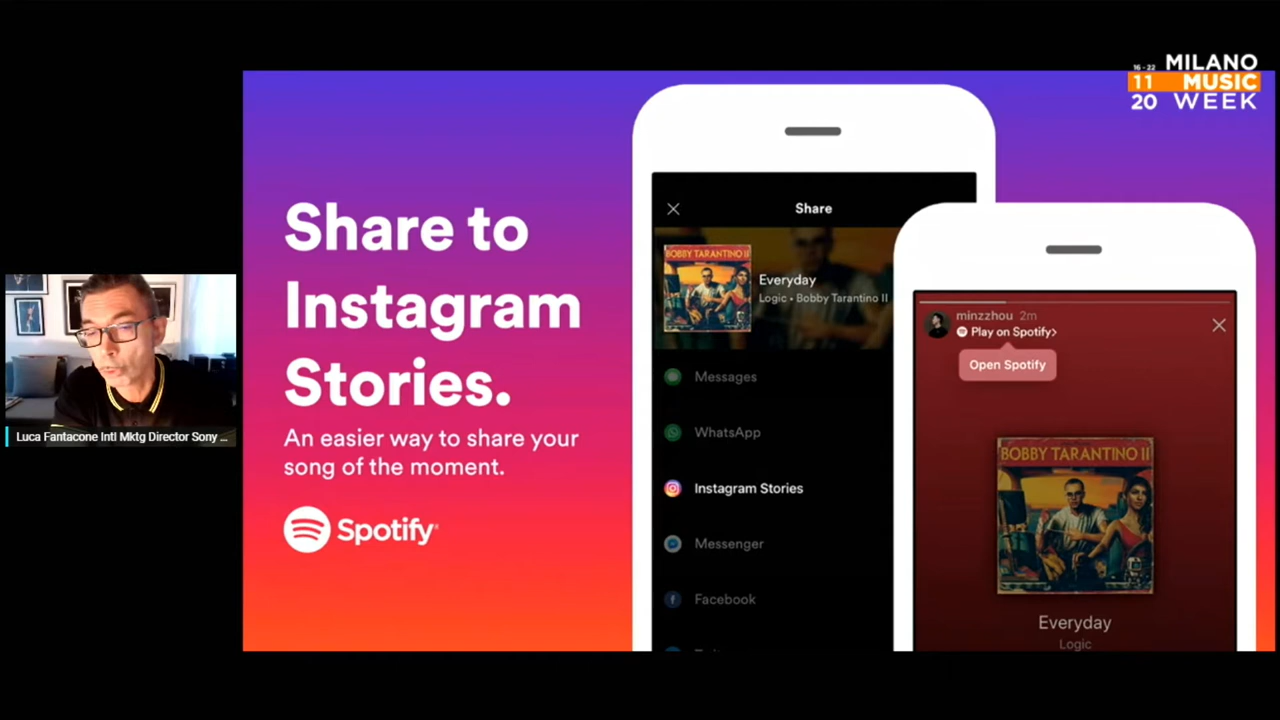 16 - 22 MILANO
11 MUSIC
20 WEEK
Share to
Instagram
Stories.
An easier way to share your
song of the moment.
Spotify
Luca Fantacone Intl Mktg Director Sony ...
Share
BOBBY TARANTINO II
Everyday
Logic • Bobby Tarantino II
Messages
WhatsApp
Instagram Stories
Messenger
Facebook
minzzhou 2m
Play on Spotify›
Open Spotify
BOBBY TARANTINO II
Everyday
Logic